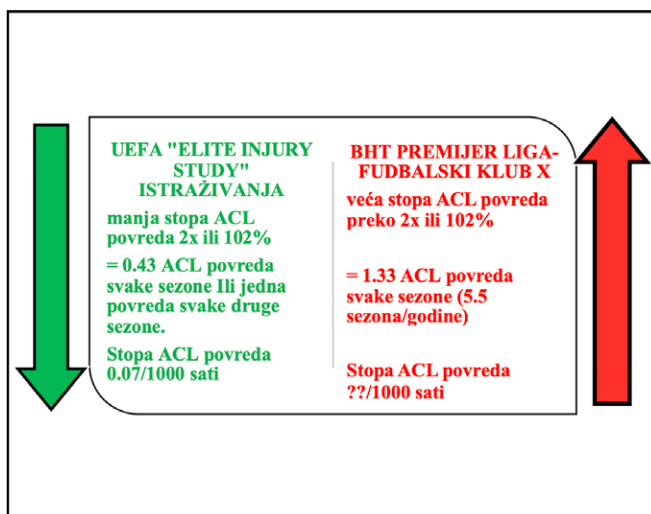 UEFA "ELITE INJURY
STUDY"
ISTRAŽIVANJA
manja stopa ACL
povreda 2x ili 102%
= 0.43 ACL povreda
svake sezone Ili jedna
povreda svake druge
sezone.
Stopa ACL povreda
0.07/1000 sati
BHT PREMIJER LIGA-
FUDBALSKI KLUB X
veća stopa ACL povreda
preko 2x ili 102%
= 1.33 ACL povreda
svake sezone (5.5
sezona/godine)
Stopa ACL povreda
??/1000 sati